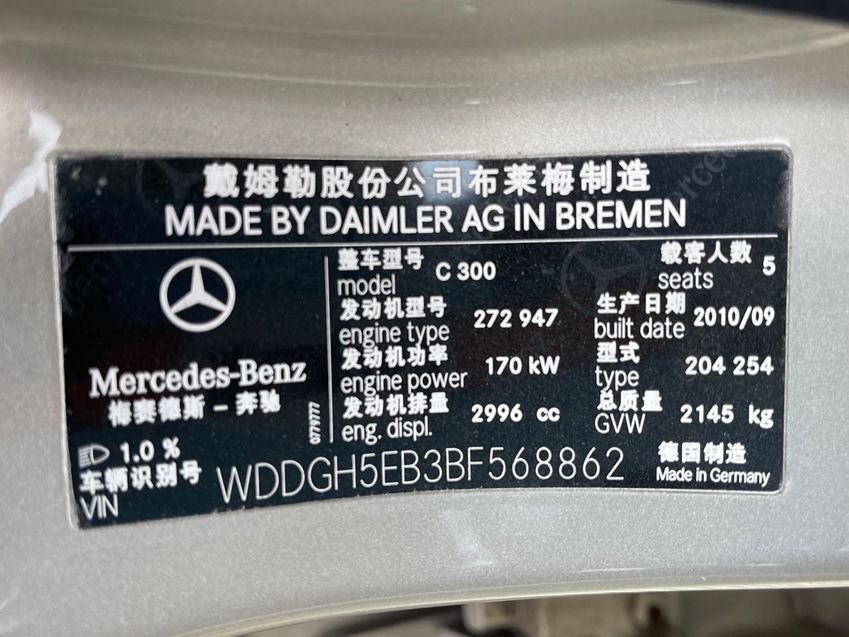 戴姆勒股份公司布莱梅制造
MADE BY DAIMLER AG IN BREMEN
Mercedes-Benz
梅赛德斯－奔驰
0779777
整车型号 C 300 载客人数 5
model seats
发动机型号 272 947 生产日期 2010/09
engine type built date
发动机功率 170 kW 型式 204 254
engine power type
发动机排量 2996 cc 总质量 2145 kg
eng. displ. GVW
1.0 %
车辆识别号 WDDGH5EB3BF568862 德国制造
VIN Made in Germany